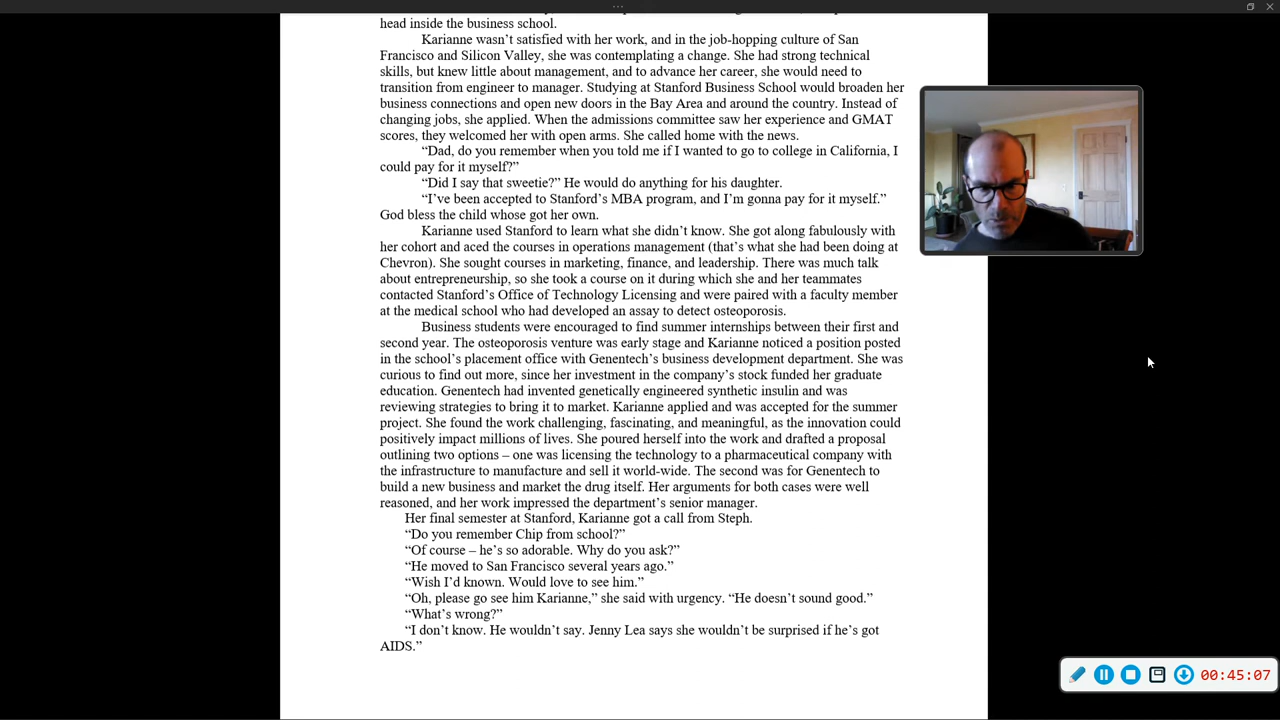 head inside the business school.
Karianne wasn’t satisfied with her work, and in the job-hopping culture of San
Francisco and Silicon Valley, she was contemplating a change. She had strong technical
skills, but knew little about management, and to advance her career, she would need to
transition from engineer to manager. Studying at Stanford Business School would broaden her
business connections and open new doors in the Bay Area and around the country. Instead of
changing jobs, she applied. When the admissions committee saw her experience and GMAT
scores, they welcomed her with open arms. She called home with the news.
“Dad, do you remember when you told me if I wanted to go to college in California, I
could pay for it myself?”
“Did I say that sweetie?” He would do anything for his daughter.
“I’ve been accepted to Stanford’s MBA program, and I’m gonna pay for it myself.”
God bless the child whose got her own.
Karianne used Stanford to learn what she didn’t know. She got along fabulously with
her cohort and aced the courses in operations management (that’s what she had been doing at
Chevron). She sought courses in marketing, finance, and leadership. There was much talk
about entrepreneurship, so she took a course on it during which she and her teammates
contacted Stanford’s Office of Technology Licensing and were paired with a faculty member
at the medical school who had developed an assay to detect osteoporosis.
Business students were encouraged to find summer internships between their first and
second year. The osteoporosis venture was early stage and Karianne noticed a position posted
in the school’s placement office with Genentech’s business development department. She was
curious to find out more, since her investment in the company’s stock funded her graduate
education. Genentech had invented genetically engineered synthetic insulin and was
reviewing strategies to bring it to market. Karianne applied and was accepted for the summer
project. She found the work challenging, fascinating, and meaningful, as the innovation could
positively impact millions of lives. She poured herself into the work and drafted a proposal
outlining two options – one was licensing the technology to a pharmaceutical company with
the infrastructure to manufacture and sell it world-wide. The second was for Genentech to
build a new business and market the drug itself. Her arguments for both cases were well
reasoned, and her work impressed the department’s senior manager.
Her final semester at Stanford, Karianne got a call from Steph.
“Do you remember Chip from school?”
“Of course – he’s so adorable. Why do you ask?”
“He moved to San Francisco several years ago.”
“Wish I’d known. Would love to see him.”
“Oh, please go see him Karianne,” she said with urgency. “He doesn’t sound good.”
“What’s wrong?”
“I don’t know. He wouldn’t say. Jenny Lea says she wouldn’t be surprised if he’s got
AIDS.”
00:45:07